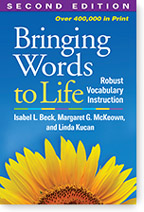 SECOND EDITION
Over 400,000 in Print
Bringing
Words
to Life
Robust
Vocabulary
Instruction
Isabel L. Beck, Margaret G. McKeown,
and Linda Kucan